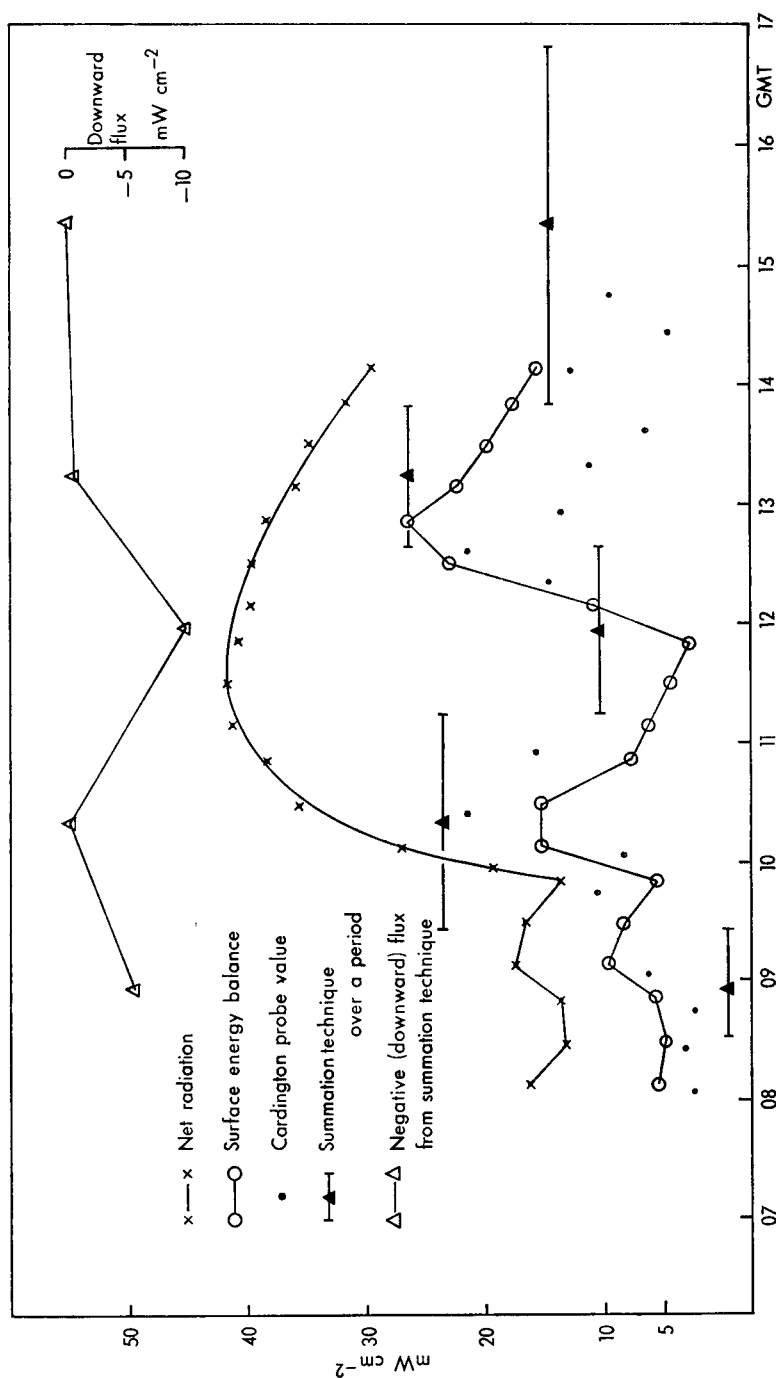 50
40
30
20
10
5
mW cm-2
07
08
09
10
11
12
13
14
15
16
17
GMT
x—x Net radiation
Surface energy balance
Cardington probe value
Summation technique
over a period
Negative (downward) flux
from summation technique
0
-5
-10
Downward
flux
mW cm-2